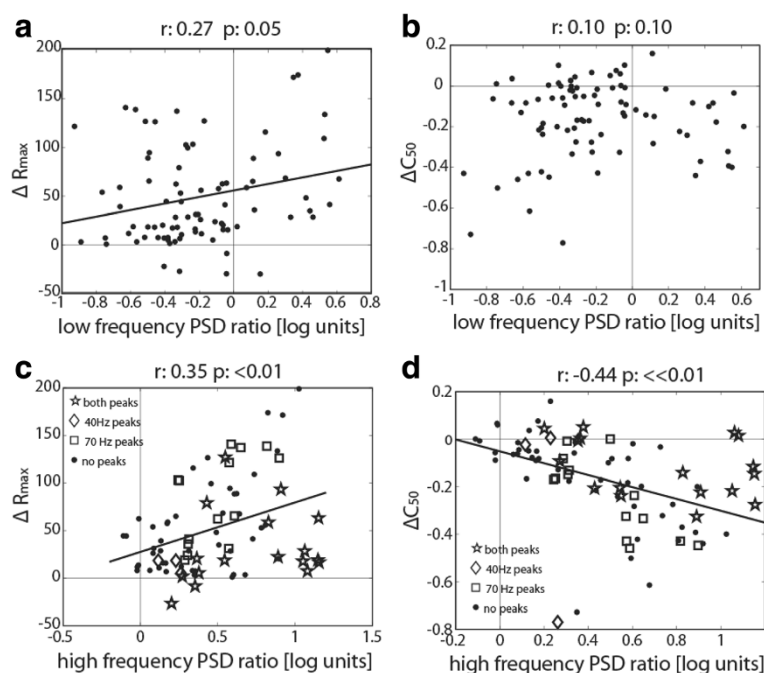 a
r: 0.27 p: 0.05
200
150
100
50
0
-50
Δ Rmax
-1 -0.8 -0.6 -0.4 -0.2 0 0.2 0.4 0.6 0.8
low frequency PSD ratio [log units]
b
r: 0.10 p: 0.10
0.2
0
-0.2
-0.4
-0.6
-0.8
-1
ΔC50
-1 -0.8 -0.6 -0.4 -0.2 0 0.2 0.4 0.6
low frequency PSD ratio [log units]
c
r: 0.35 p: <0.01
200
150
100
50
0
-50
Δ Rmax
both peaks
40Hz peaks
70 Hz peaks
no peaks
-0.5 0 0.5 1 1.5
high frequency PSD ratio [log units]
d
r: -0.44 p: <<0.01
0.2
0
-0.2
-0.4
-0.6
-0.8
ΔC50
both peaks
40Hz peaks
70 Hz peaks
no peaks
-0.2 0 0.2 0.4 0.6 0.8 1
high frequency PSD ratio [log units]